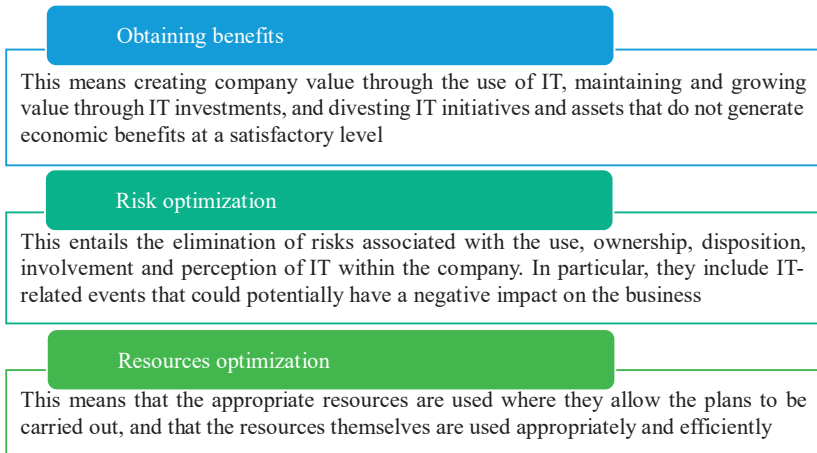 Obtaining benefits
This means creating company value through the use of IT, maintaining and growing
value through IT investments, and divesting IT initiatives and assets that do not generate
economic benefits at a satisfactory level
Risk optimization
This entails the elimination of risks associated with the use, ownership, disposition,
involvement and perception of IT within the company. In particular, they include IT-
related events that could potentially have a negative impact on the business
Resources optimization
This means that the appropriate resources are used where they allow the plans to be
carried out, and that the resources themselves are used appropriately and efficiently